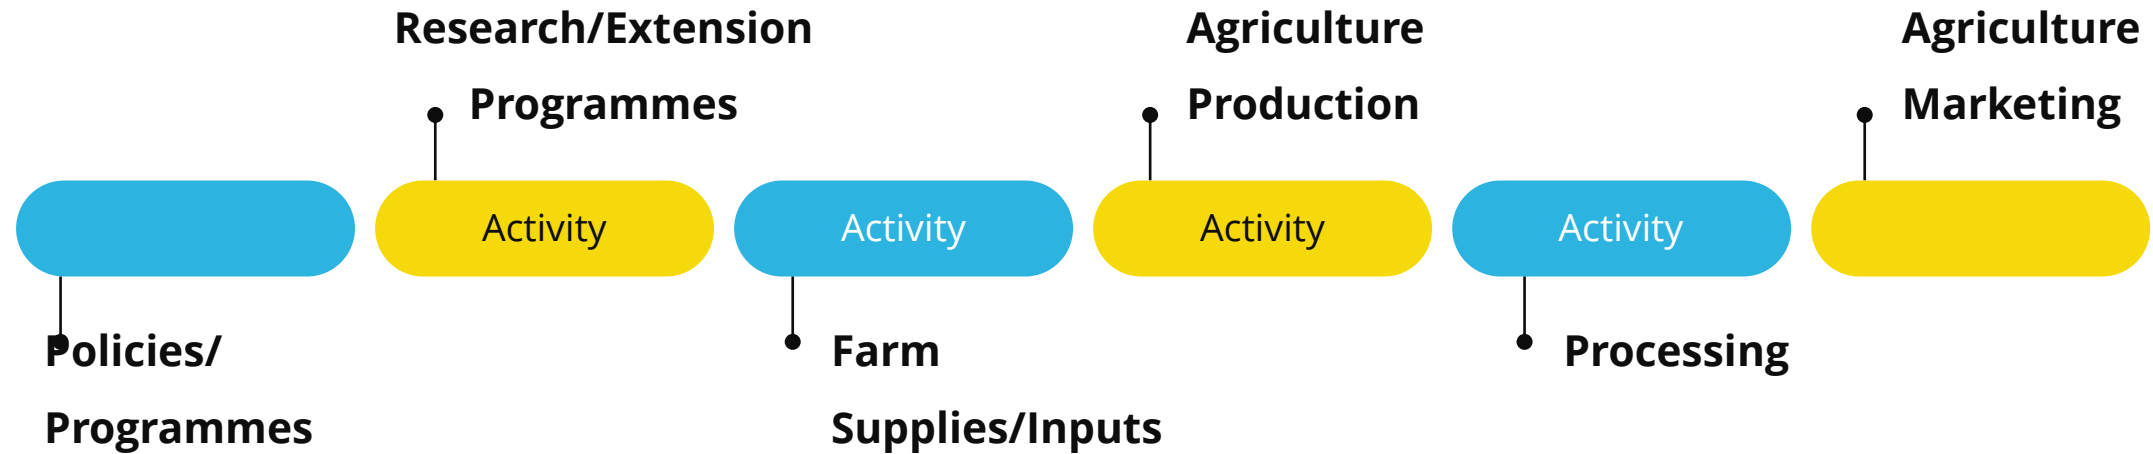 Research/Extension
Programmes
Agriculture
Production
Agriculture
Marketing
Activity
Activity
Activity
Activity
Policies/
Programmes
Farm
Supplies/Inputs
Processing